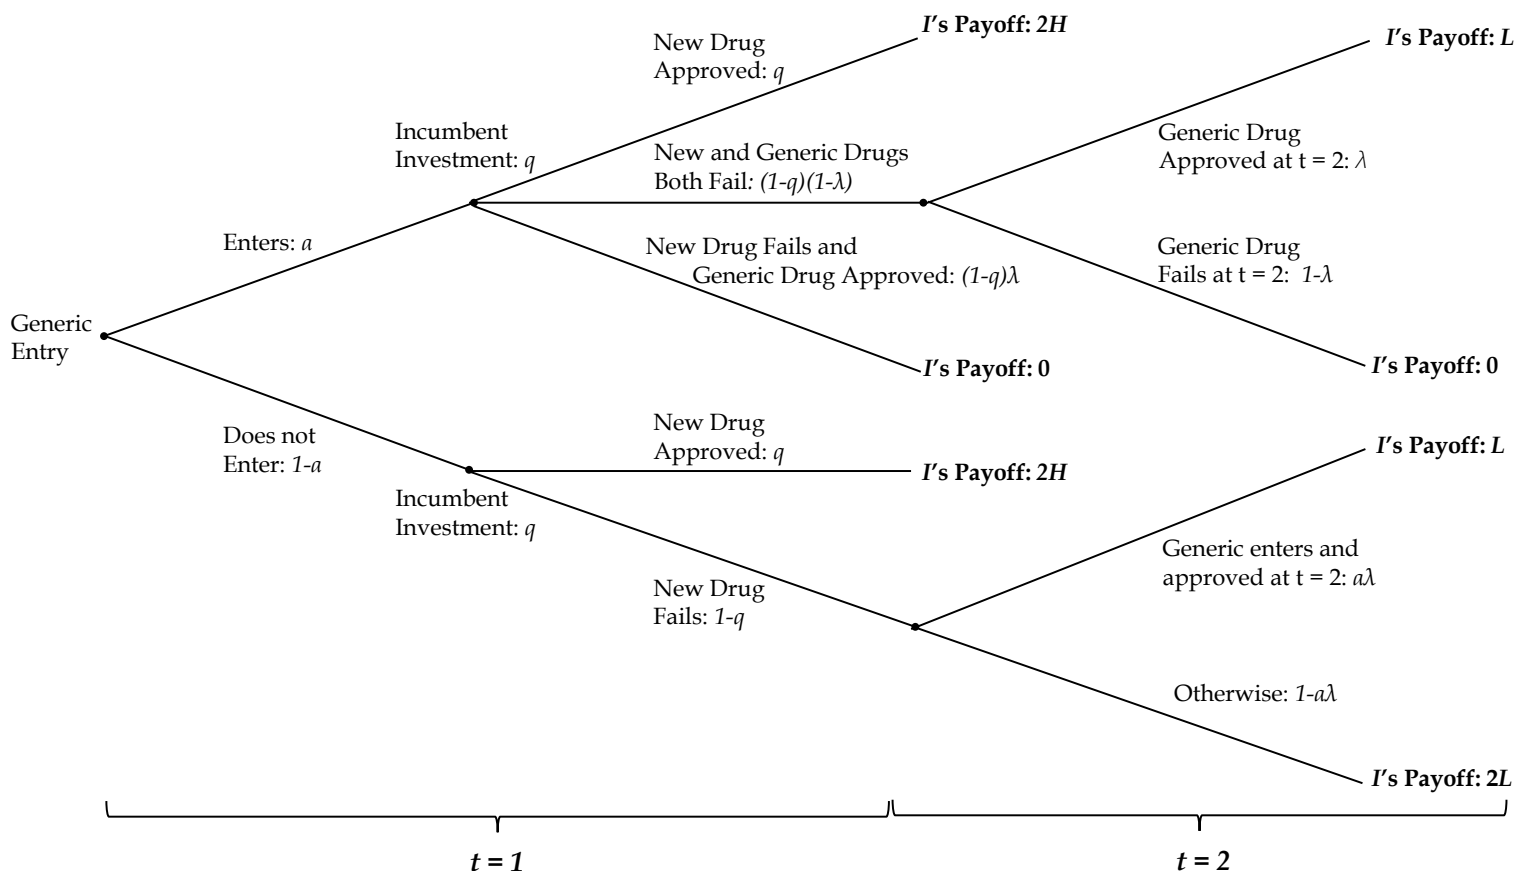 New Drug
Approved: q
I's Payoff: 2H
I's Payoff: L
Incumbent
Investment: q
New and Generic Drugs
Both Fail: (1-q)(1-λ)
Generic Drug
Approved at t = 2: λ
Enters: a
New Drug Fails and
Generic Drug Approved: (1-q)λ
Generic Drug
Fails at t = 2: 1-λ
Generic
Entry
I's Payoff: 0
I's Payoff: 0
Does not
Enter: 1-a
New Drug
Approved: q
I's Payoff: 2H
I's Payoff: L
Incumbent
Investment: q
Generic enters and
approved at t = 2: aλ
New Drug
Fails: 1-q
Otherwise: 1-aλ
I's Payoff: 2L
t = 1
t = 2